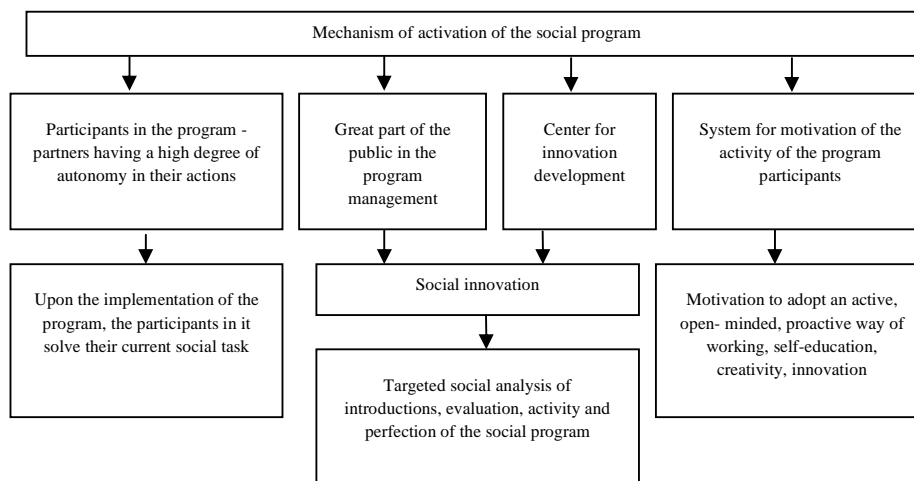 Mechanism of activation of the social program
Participants in the program -
partners having a high degree of
autonomy in their actions
Great part of the
public in the
program
management
Center for
innovation
development
System for motivation of the
activity of the program
participants
Upon the implementation of the
program, the participants in it
solve their current social task
Social innovation
Motivation to adopt an active,
open- minded, proactive way of
working, self-education,
creativity, innovation
Targeted social analysis of
introductions, evaluation, activity and
perfection of the social program